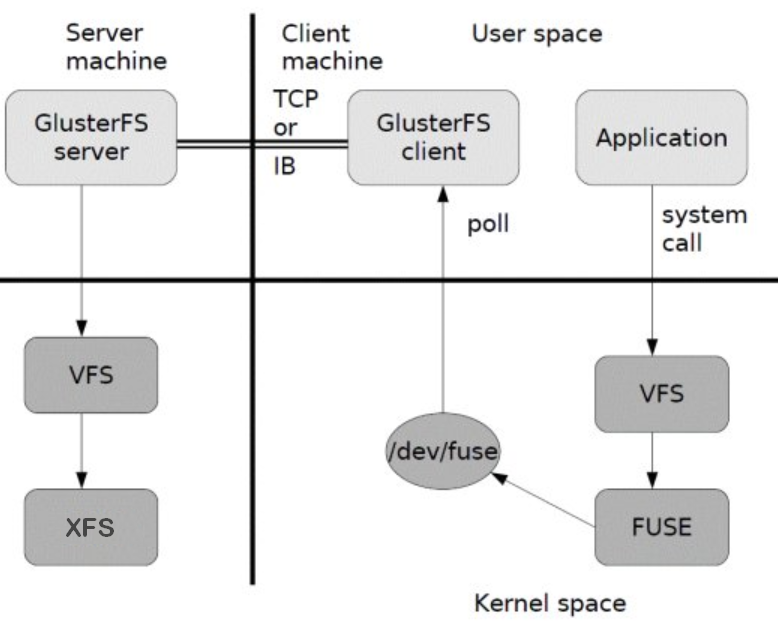 Server
machine
Client
machine
User space
GlusterFS
server
TCP
or
IB
GlusterFS
client
Application
poll
system
call
VFS
XFS
/dev/fuse
VFS
FUSE
Kernel space